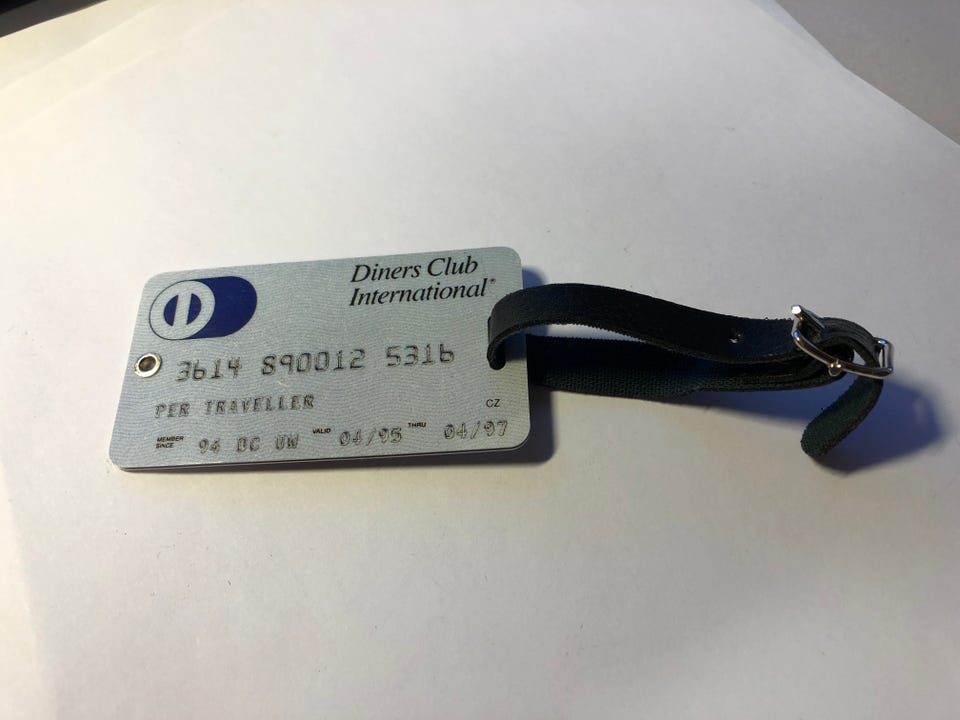 Diners Club
International®
3614 890012 5316
PER TRAVELLER
CZ
MEMBER SINCE 94 DC UW VALID 04/95 THRU 04/97